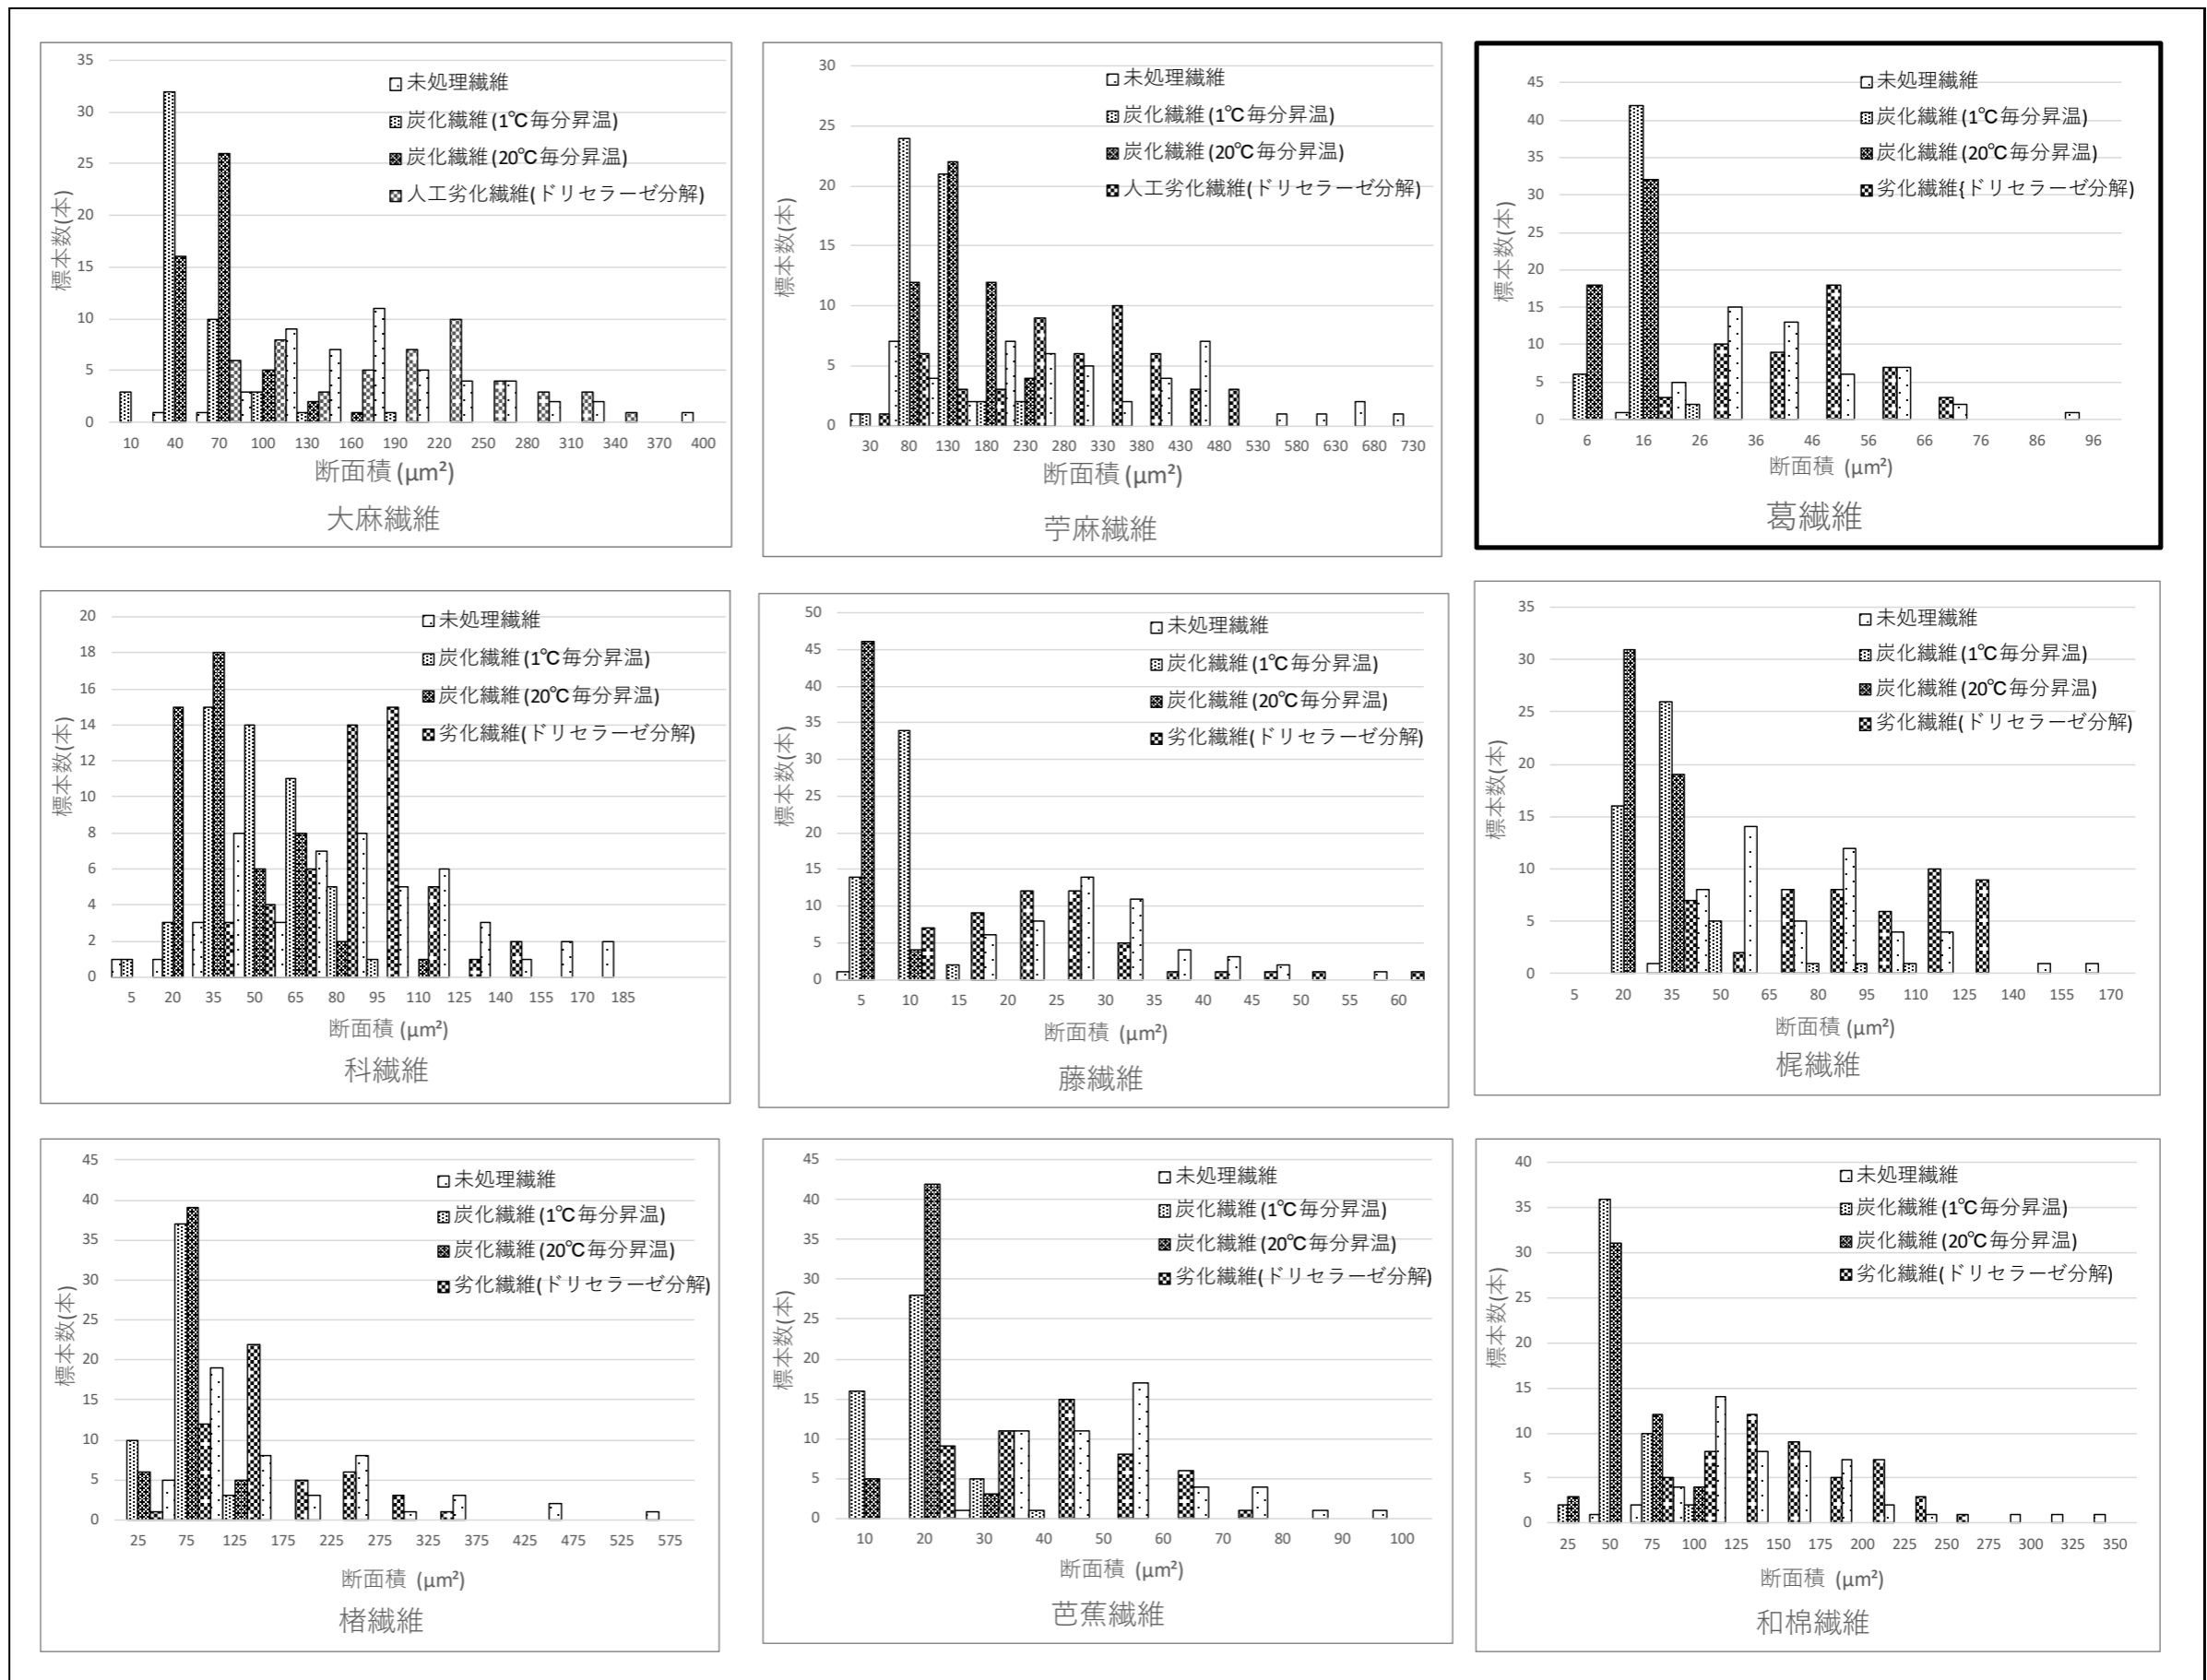 35
30
25
20
15
10
5
0
標本数(本)
未処理繊維
炭化繊維(1℃毎分昇温)
炭化繊維(20℃毎分昇温)
人工劣化繊維(ドリセラーゼ分解)
10 40 70 100 130 160 190 220 250 280 310 340 370 400
断面積(μm²)
大麻繊維
30
25
20
15
10
5
0
標本数(本)
未処理繊維
炭化繊維(1℃毎分昇温)
炭化繊維(20℃毎分昇温)
人工劣化繊維(ドリセラーゼ分解)
30 80 130 180 230 280 330 380 430 480 530 580 630 680 730
断面積(μm²)
苧麻繊維
45
40
35
30
25
20
15
10
5
0
標本数(本)
未処理繊維
炭化繊維(1℃毎分昇温)
炭化繊維(20℃毎分昇温)
劣化繊維{ドリセラーゼ分解)
6 16 26 36 46 56 66 76 86 96
断面積 (μm²)
葛繊維
20
18
16
14
12
10
8
6
4
2
0
標本数(本)
未処理繊維
炭化繊維(1℃毎分昇温)
炭化繊維(20℃毎分昇温)
劣化繊維(ドリセラーゼ分解)
5 20 35 50 65 80 95 110 125 140 155 170 185
断面積 (μm²)
科繊維
50
45
40
35
30
25
20
15
10
5
0
標本数(本)
未処理繊維
炭化繊維(1℃毎分昇温)
炭化繊維(20℃毎分昇温)
劣化繊維(ドリセラーゼ分解)
5 10 15 20 25 30 35 40 45 50 55 60
断面積 (μm²)
藤繊維
35
30
25
20
15
10
5
0
標本数(本)
未処理繊維
炭化繊維(1℃毎分昇温)
炭化繊維(20℃毎分昇温)
劣化繊維(ドリセラーゼ分解)
5 20 35 50 65 80 95 110 125 140 155 170
断面積 (μm²)
梶繊維
45
40
35
30
25
20
15
10
5
0
標本数(本)
未処理繊維
炭化繊維(1℃毎分昇温)
炭化繊維(20℃毎分昇温)
劣化繊維(ドリセラーゼ分解)
25 75 125 175 225 275 325 375 425 475 525 575
断面積 (μm²)
楮繊維
45
40
35
30
25
20
15
10
5
0
標本数(本)
未処理繊維
炭化繊維(1℃毎分昇温)
炭化繊維(20℃毎分昇温)
劣化繊維(ドリセラーゼ分解)
10 20 30 40 50 60 70 80 90 100
断面積 (μm²)
芭蕉繊維
40
35
30
25
20
15
10
5
0
標本数(本)
未処理繊維
炭化繊維(1℃毎分昇温)
炭化繊維(20℃毎分昇温)
劣化繊維(ドリセラーゼ分解)
25 50 75 100 125 150 175 200 225 250 275 300 325 350
断面積 (μm²)
和棉繊維